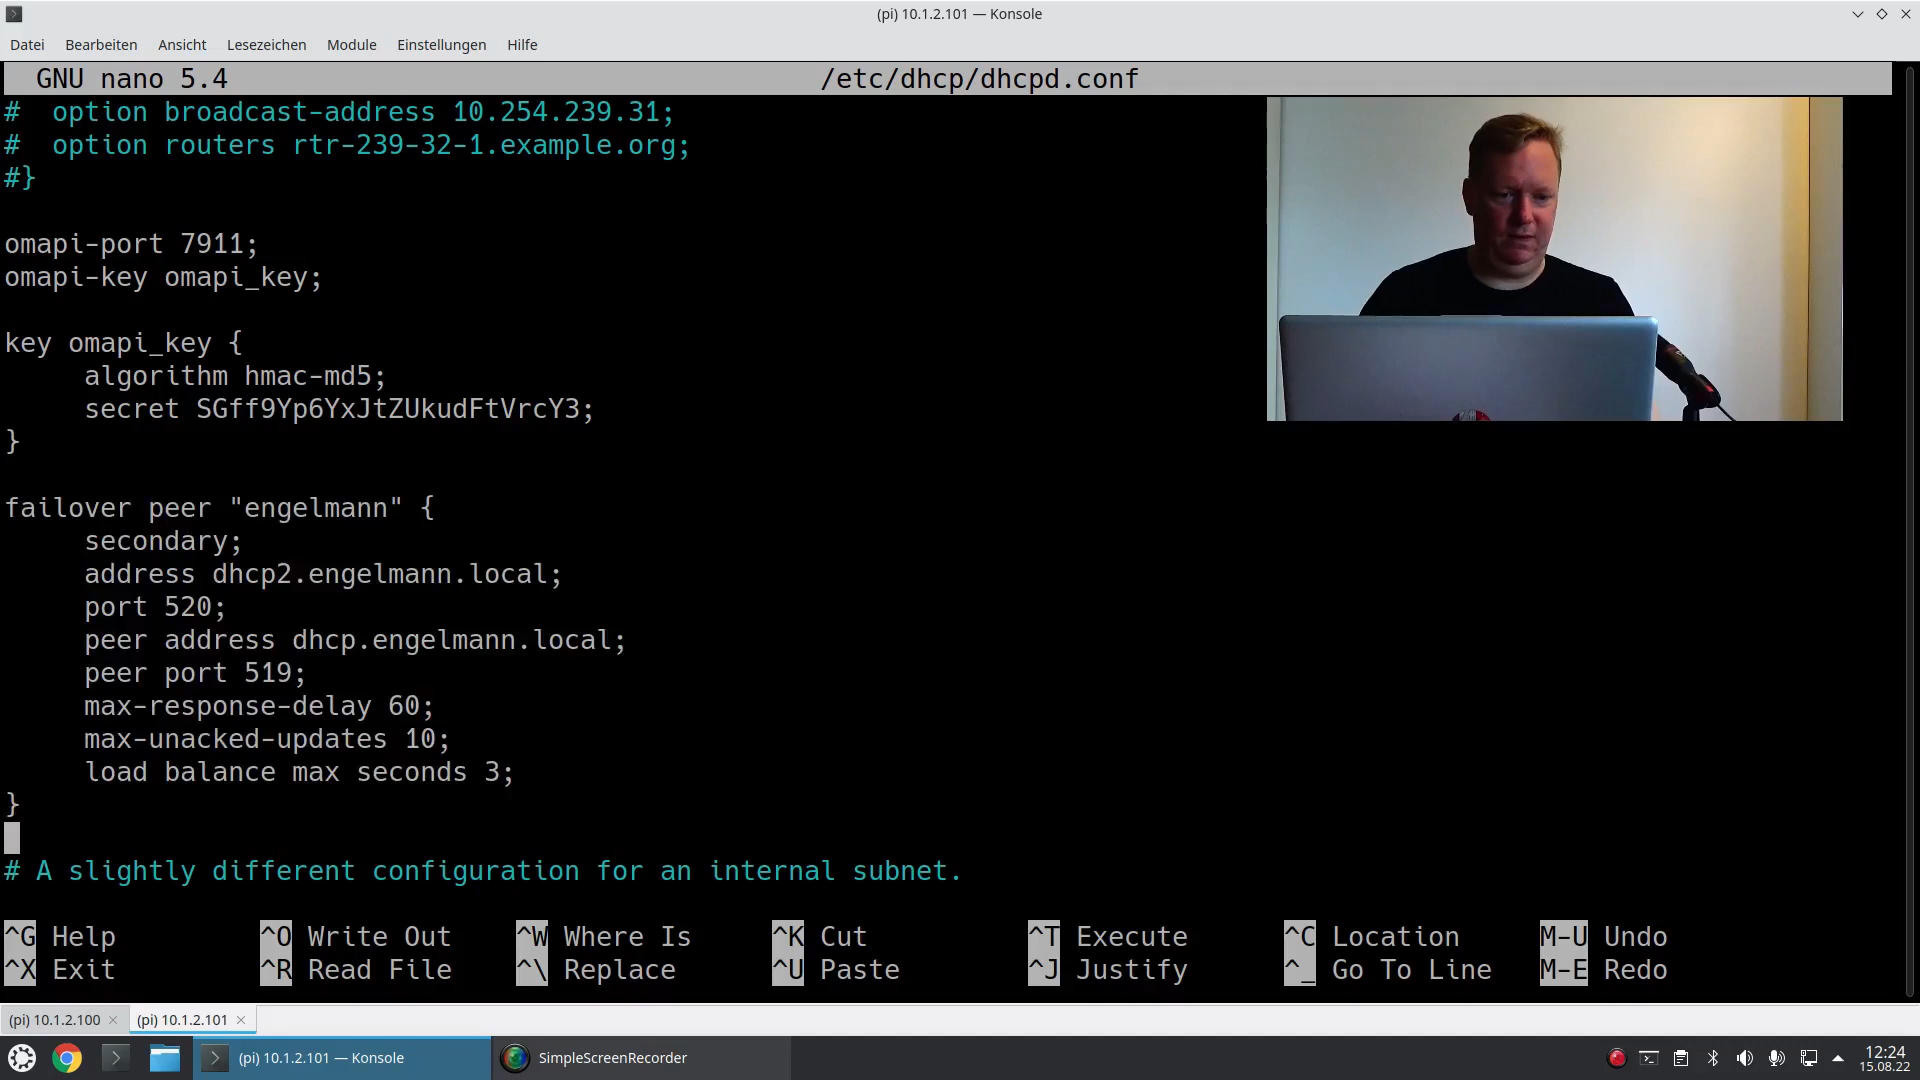 (pi) 10.1.2.101 — Konsole
Datei Bearbeiten Ansicht Lesezeichen Module Einstellungen Hilfe
GNU nano 5.4 /etc/dhcp/dhcpd.conf
#  option broadcast-address 10.254.239.31;
#  option routers rtr-239-32-1.example.org;
#}
omapi-port 7911;
omapi-key omapi_key;
key omapi_key {
     algorithm hmac-md5;
     secret SGff9Yp6YxJtZUkudFtVrcY3;
}
failover peer "engelmann" {
     secondary;
     address dhcp2.engelmann.local;
     port 520;
     peer address dhcp.engelmann.local;
     peer port 519;
     max-response-delay 60;
     max-unacked-updates 10;
     load balance max seconds 3;
}
# A slightly different configuration for an internal subnet.
^G Help ^O Write Out ^W Where Is ^K Cut ^T Execute ^C Location M-U Undo
^X Exit ^R Read File ^\ Replace ^U Paste ^J Justify ^_ Go To Line M-E Redo
(pi) 10.1.2.100 (pi) 10.1.2.101
(pi) 10.1.2.101 — Konsole SimpleScreenRecorder 12:24
15.08.22